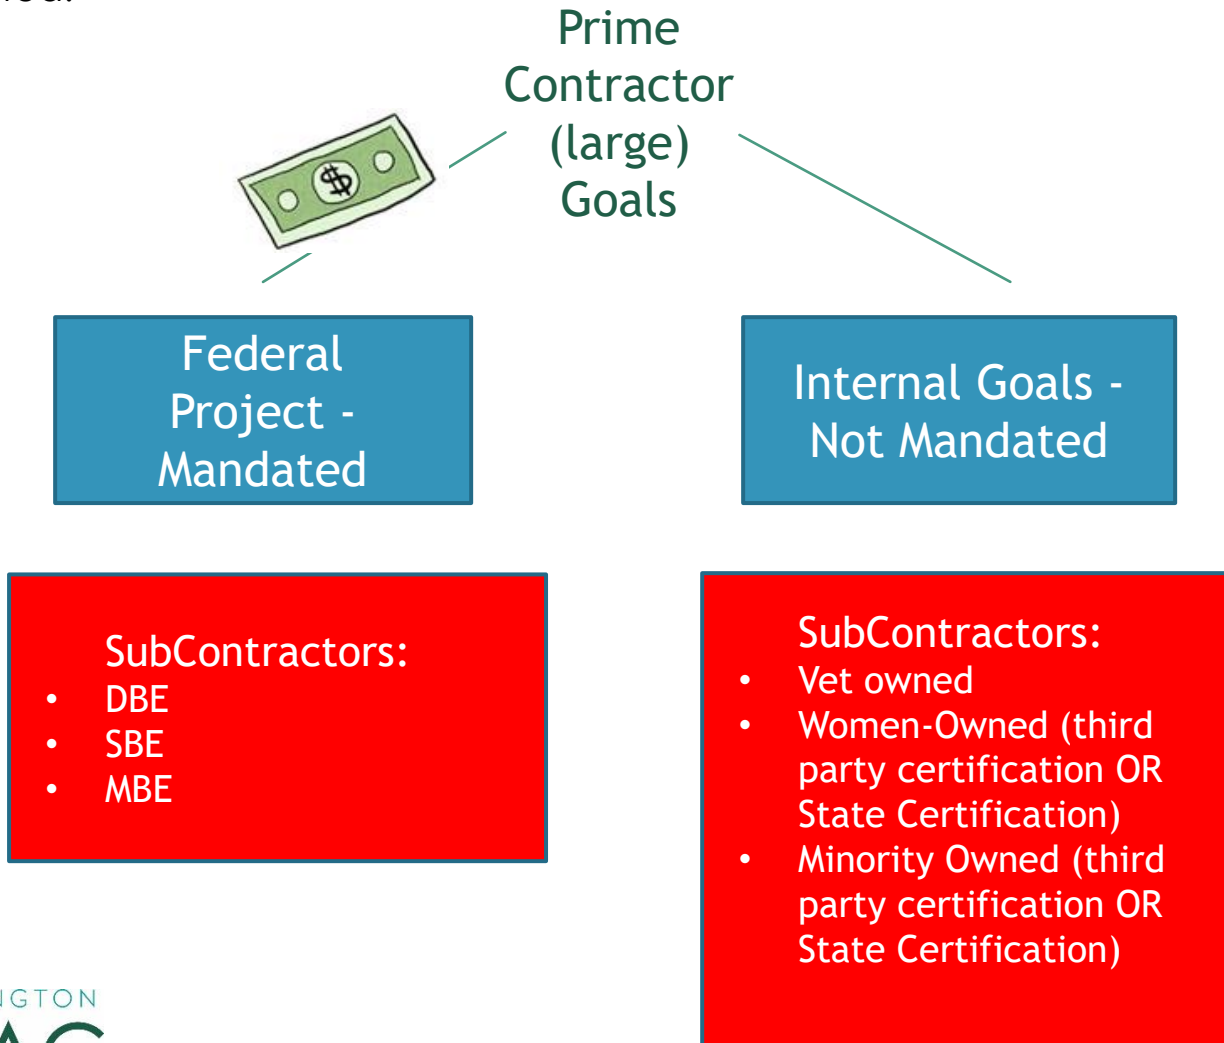 Prime
Contractor
(large)
Goals
$
Federal
Project -
Mandated
Internal Goals -
Not Mandated
SubContractors:
• DBE
• SBE
• MBE
SubContractors:
• Vet owned
• Women-Owned (third
party certification OR
State Certification)
• Minority Owned (third
party certification OR
State Certification)
NGTON